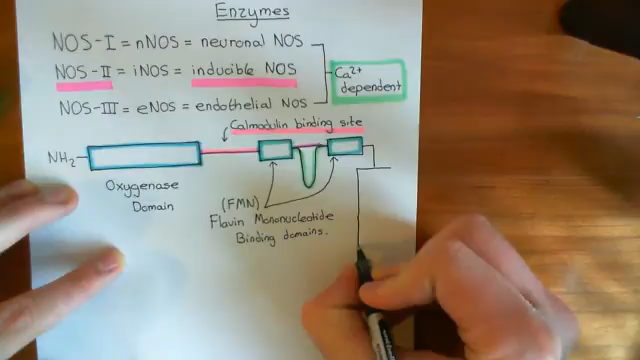 Enzymes
NOS-I = nNOS = neuronal NOS
NOS-II = iNOS = inducible NOS
NOS-III = eNOS = endothelial NOS
Ca2+
dependent
Calmodulin binding site
NH2
Oxygenase
Domain
(FMN)
Flavin Mononucleotide
Binding domains.